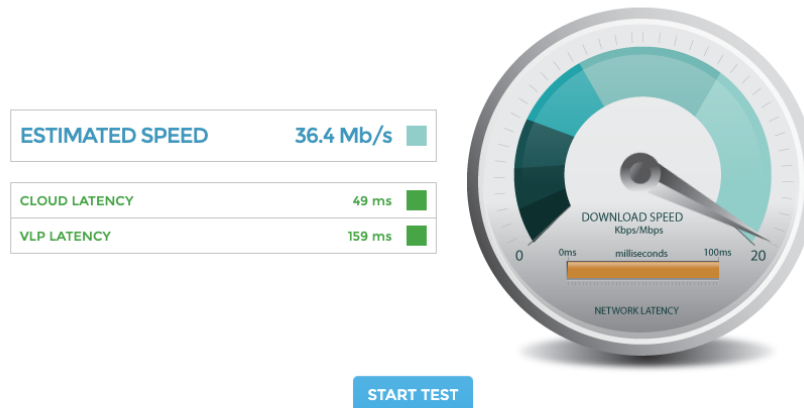 ESTIMATED SPEED 36.4 Mb/s
CLOUD LATENCY 49 ms
VLP LATENCY 159 ms
DOWNLOAD SPEED
Kbps/Mbps
0 20
0ms milliseconds 100ms
NETWORK LATENCY
START TEST